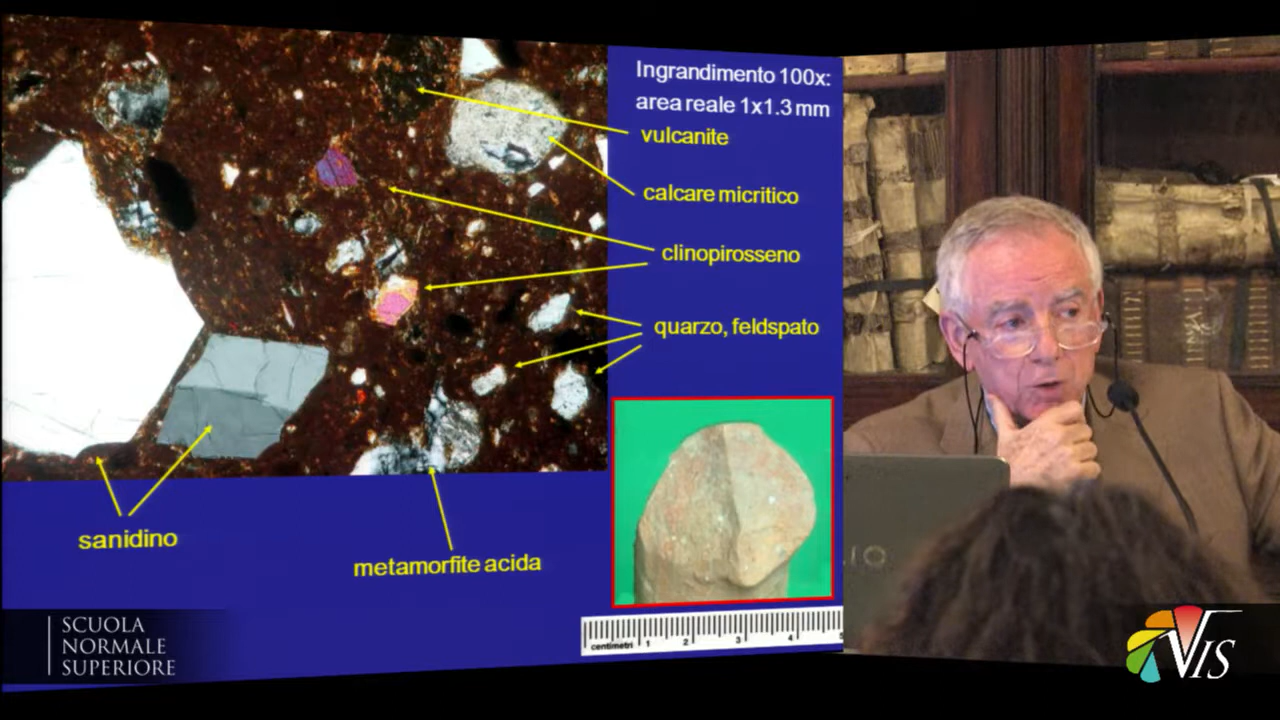 Ingrandimento 100x:
area reale 1x1.3 mm
vulcanite
calcare micritico
clinopirosseno
quarzo, feldspato
sanidino
metamorfite acida
centimetri 1 2 3 4 5
SCUOLA
NORMALE
SUPERIORE
VIS